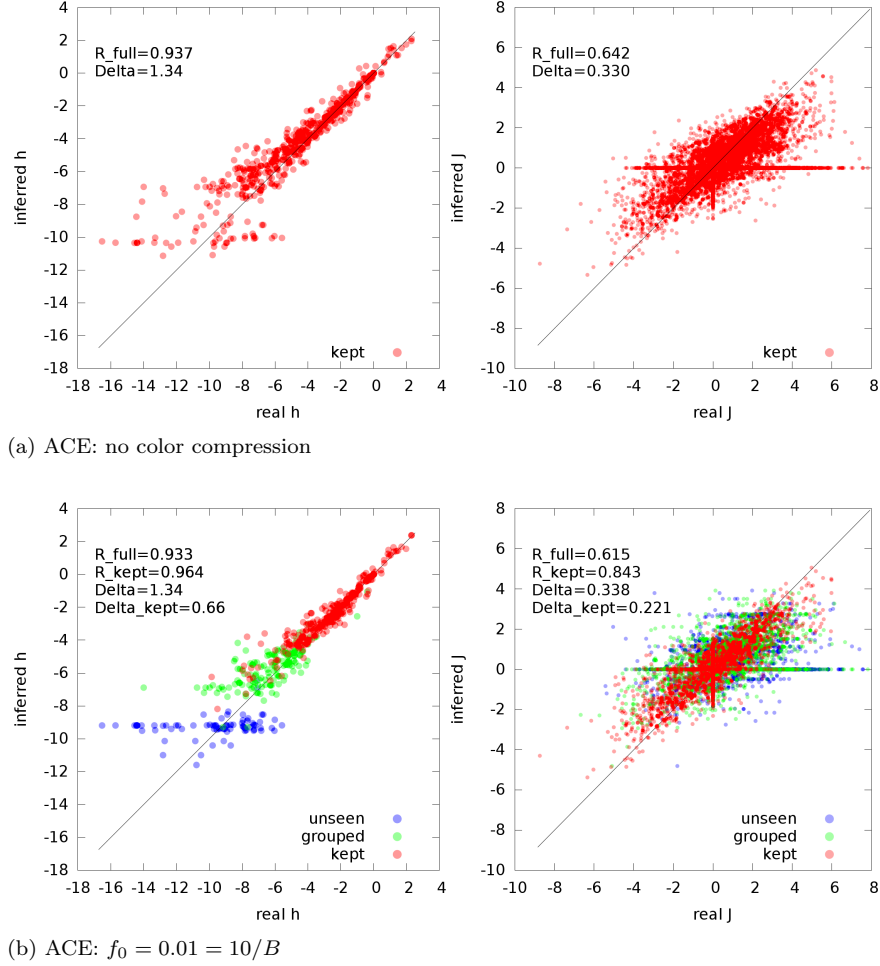 R_full=0.937
Delta=1.34
4
2
0
-2
-4
-6
-8
-10
-12
-14
-16
-18
inferred h
kept
-18 -16 -14 -12 -10 -8 -6 -4 -2 0 2 4
real h
R_full=0.642
Delta=0.330
8
6
4
2
0
-2
-4
-6
-8
-10
inferred J
kept
-10 -8 -6 -4 -2 0 2 4 6 8
real J
(a) ACE: no color compression
R_full=0.933
R_kept=0.964
Delta=1.34
Delta_kept=0.66
4
2
0
-2
-4
-6
-8
-10
-12
-14
-16
-18
inferred h
unseen
grouped
kept
-18 -16 -14 -12 -10 -8 -6 -4 -2 0 2 4
real h
R_full=0.615
R_kept=0.843
Delta=0.338
Delta_kept=0.221
8
6
4
2
0
-2
-4
-6
-8
-10
inferred J
unseen
grouped
kept
-10 -8 -6 -4 -2 0 2 4 6 8
real J
(b) ACE: f₀ = 0.01 = 10/B